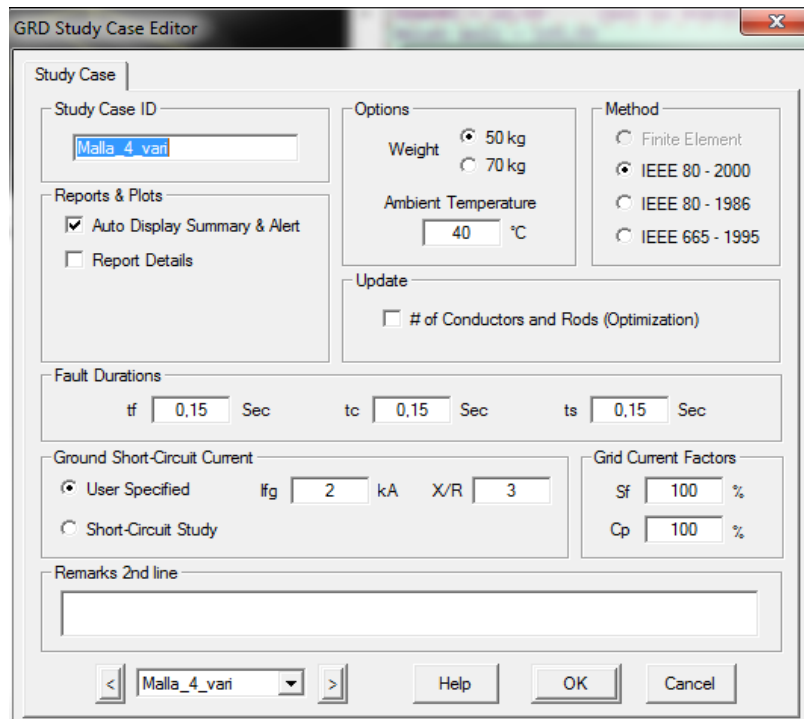 GRD Study Case Editor
Study Case
Study Case ID
Malla_4_vari
Reports & Plots
Auto Display Summary & Alert
Report Details
Options
Weight
50 kg
70 kg
Ambient Temperature
40 °C
Method
Finite Element
IEEE 80 - 2000
IEEE 80 - 1986
IEEE 665 - 1995
Update
# of Conductors and Rods (Optimization)
Fault Durations
tf 0,15 Sec tc 0,15 Sec ts 0,15 Sec
Ground Short-Circuit Current
User Specified Ifg 2 kA X/R 3
Short-Circuit Study
Grid Current Factors
Sf 100 %
Cp 100 %
Remarks 2nd line
< Malla_4_vari > Help OK Cancel